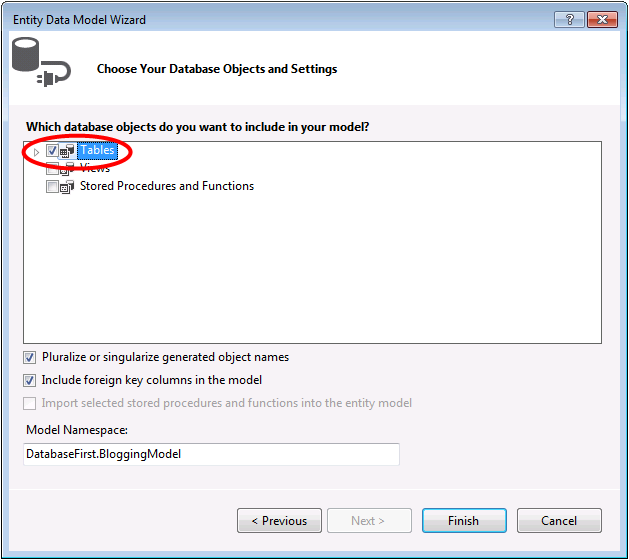 Entity Data Model Wizard
?
Choose Your Database Objects and Settings
Which database objects do you want to include in your model?
Tables
Views
Stored Procedures and Functions
Pluralize or singularize generated object names
Include foreign key columns in the model
Import selected stored procedures and functions into the entity model
Model Namespace:
DatabaseFirst.BloggingModel
< Previous Next > Finish Cancel